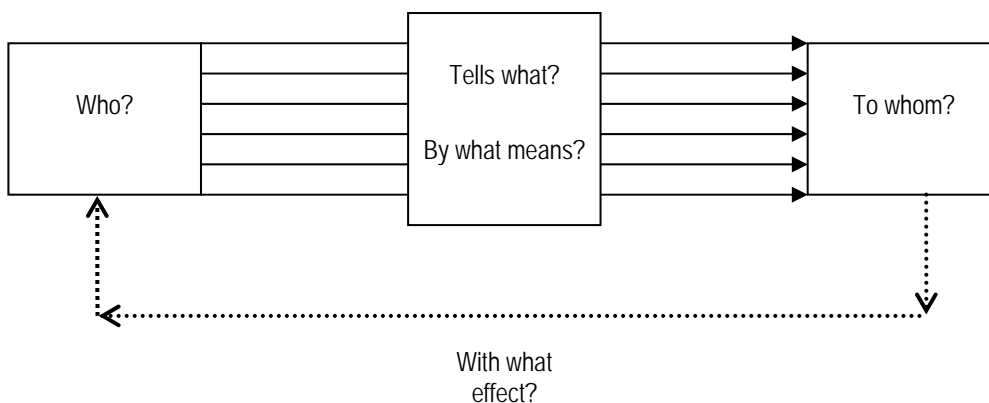 Who?
Tells what?
By what means?
To whom?
With what
effect?